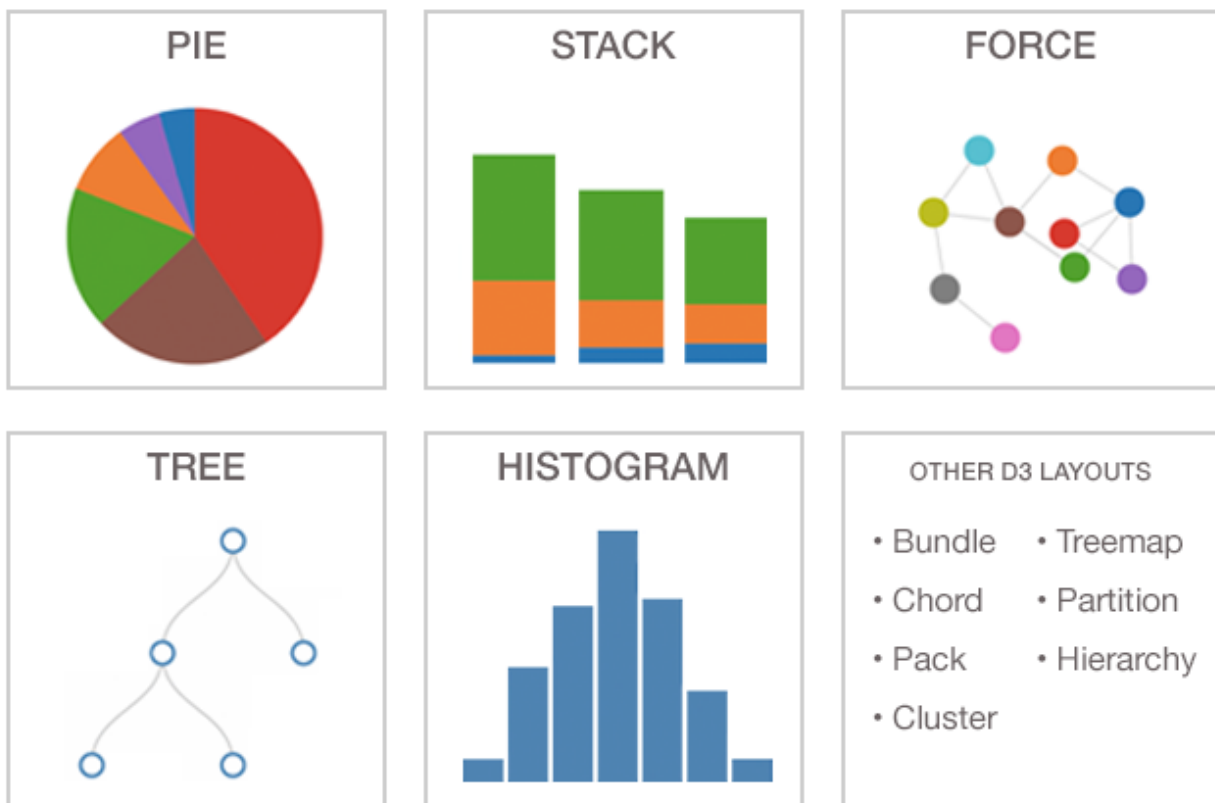 PIE
STACK
FORCE
TREE
HISTOGRAM
OTHER D3 LAYOUTS
• Bundle
• Treemap
• Chord
• Partition
• Pack
• Hierarchy
• Cluster